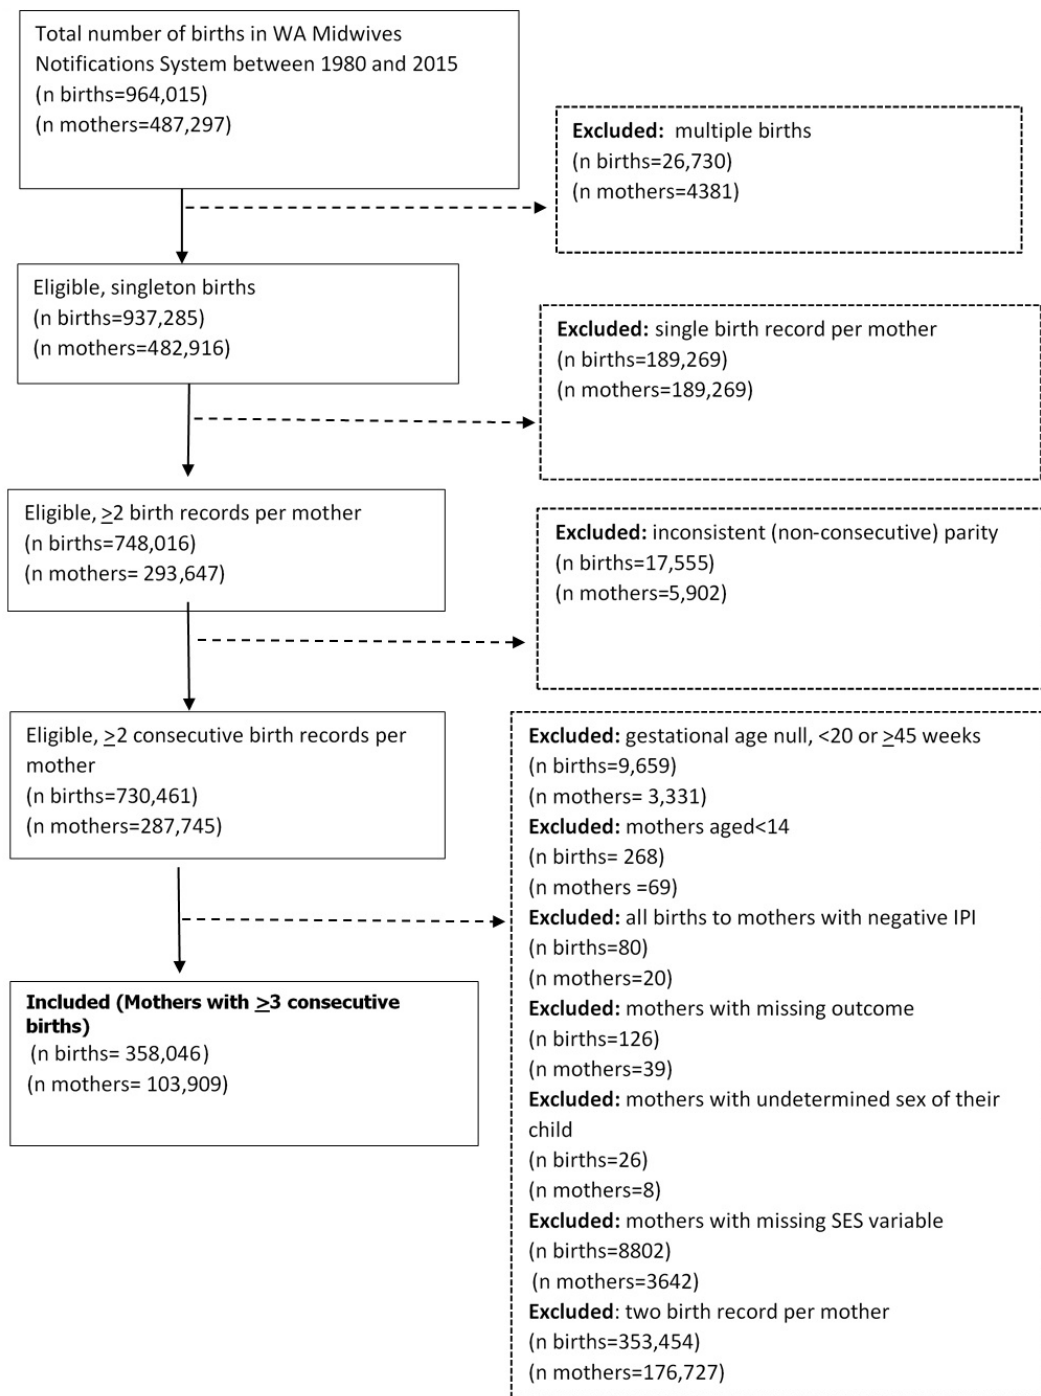 Total number of births in WA Midwives
Notifications System between 1980 and 2015
(n births=964,015)
(n mothers=487,297)
Excluded:  multiple births
(n births=26,730)
(n mothers=4381)
Eligible, singleton births
(n births=937,285)
(n mothers=482,916)
Excluded: single birth record per mother
(n births=189,269)
(n mothers=189,269)
Eligible, ≥2 birth records per mother
(n births=748,016)
(n mothers= 293,647)
Excluded: inconsistent (non-consecutive) parity
(n births=17,555)
(n mothers=5,902)
Eligible, ≥2 consecutive birth records per
mother
(n births=730,461)
(n mothers=287,745)
Excluded: gestational age null, <20 or ≥45 weeks
(n births=9,659)
(n mothers= 3,331)
Excluded: mothers aged<14
(n births= 268)
(n mothers =69)
Excluded: all births to mothers with negative IPI
(n births=80)
(n mothers=20)
Excluded: mothers with missing outcome
(n births=126)
(n mothers=39)
Excluded: mothers with undetermined sex of their
child
(n births=26)
(n mothers=8)
Excluded: mothers with missing SES variable
(n births=8802)
(n mothers=3642)
Excluded: two birth record per mother
(n births=353,454)
(n mothers=176,727)
Included (Mothers with ≥3 consecutive
births)
(n births= 358,046)
(n mothers= 103,909)